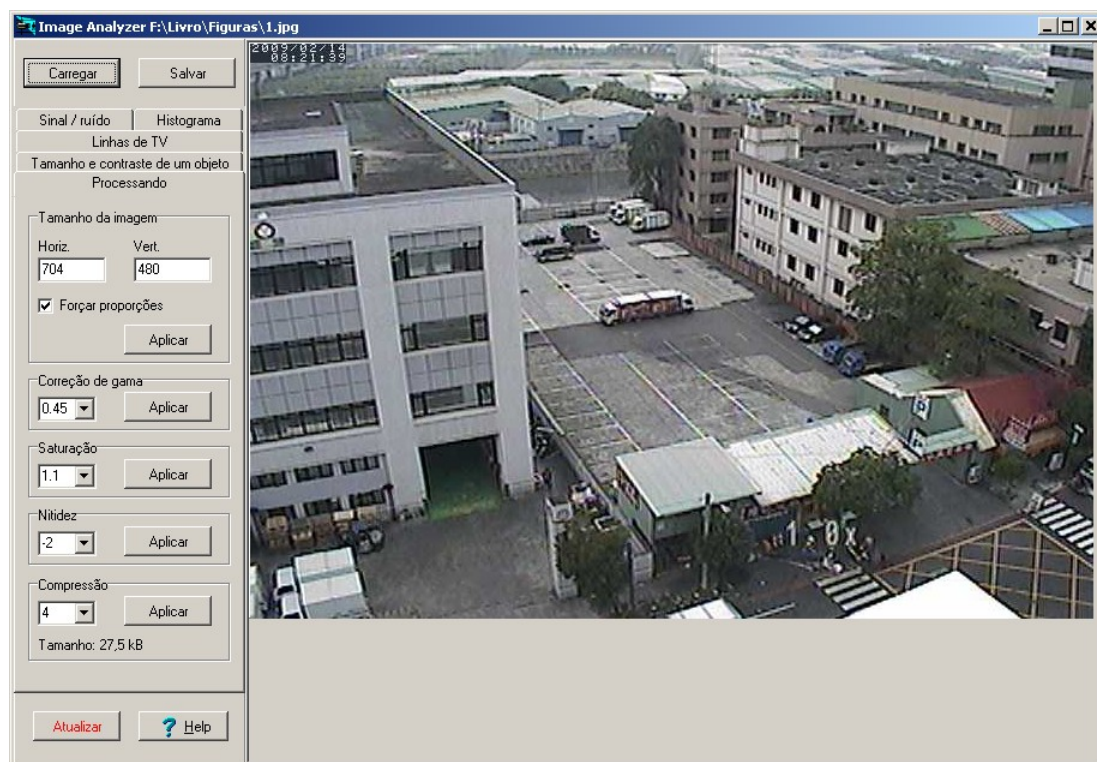 Image Analyzer F:\Livro\Figuras\1.jpg
Carregar Salvar
Sinal / ruído Histograma
Linhas de TV
Tamanho e contraste de um objeto
Processando
Tamanho da imagem
Horiz. Vert.
704 480
Forçar proporções
Aplicar
Correção de gama
0.45 Aplicar
Saturação
1.1 Aplicar
Nitidez
-2 Aplicar
Compressão
4 Aplicar
Tamanho: 27,5 kB
Atualizar Help
2009/02/14
08:21:39
P
1.0x